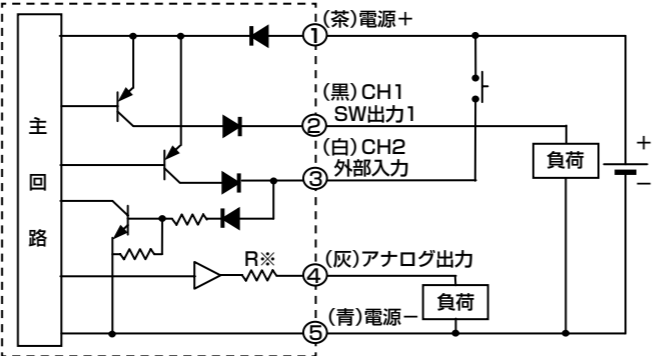 主回路
① (茶)電源+
(黒)CH1
② SW出力1
(白)CH2
③ 外部入力
R※
④ (灰)アナログ出力
⑤ (青)電源−
負荷
負荷
+
−